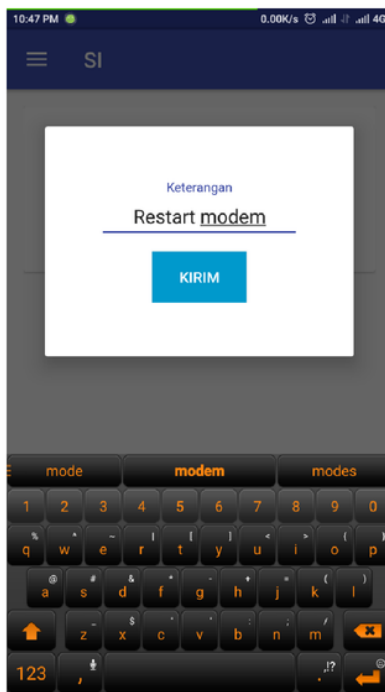 10:47 PM 0.00K/s 4G
SI
Keterangan
Restart modem
KIRIM
mode modem modes
1 2 3 4 5 6 7 8 9 0
q w e r t y u i o p
a s d f g h j k l
z x c v b n m
123 , . ,!?